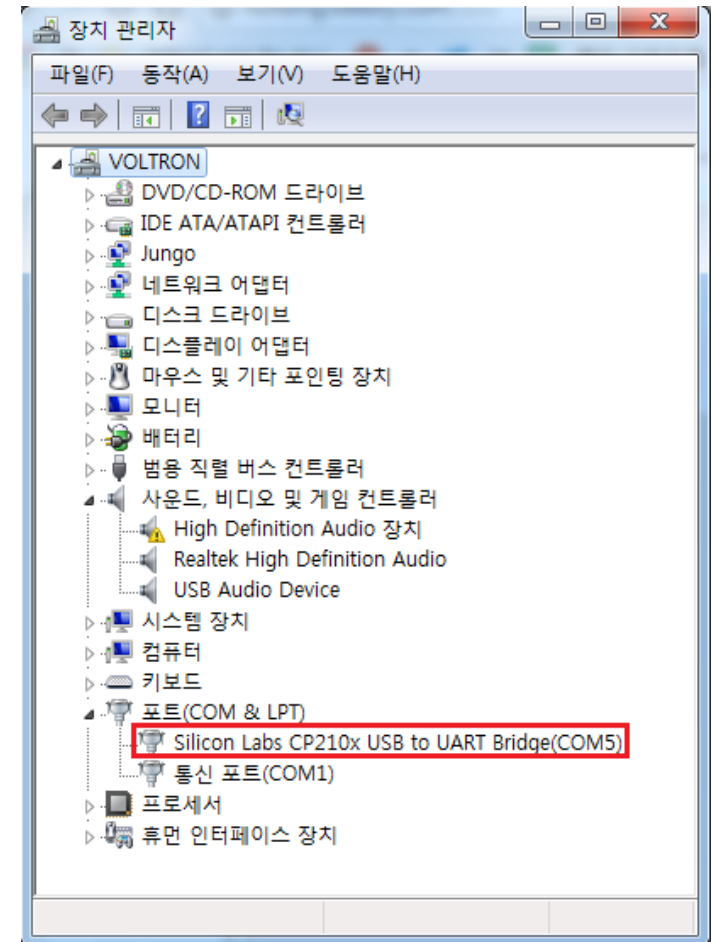 장치 관리자
파일(F) 동작(A) 보기(V) 도움말(H)
VOLTRON
DVD/CD-ROM 드라이브
IDE ATA/ATAPI 컨트롤러
Jungo
네트워크 어댑터
디스크 드라이브
디스플레이 어댑터
마우스 및 기타 포인팅 장치
모니터
배터리
범용 직렬 버스 컨트롤러
사운드, 비디오 및 게임 컨트롤러
High Definition Audio 장치
Realtek High Definition Audio
USB Audio Device
시스템 장치
컴퓨터
키보드
포트(COM & LPT)
Silicon Labs CP210x USB to UART Bridge(COM5)
통신 포트(COM1)
프로세서
휴먼 인터페이스 장치